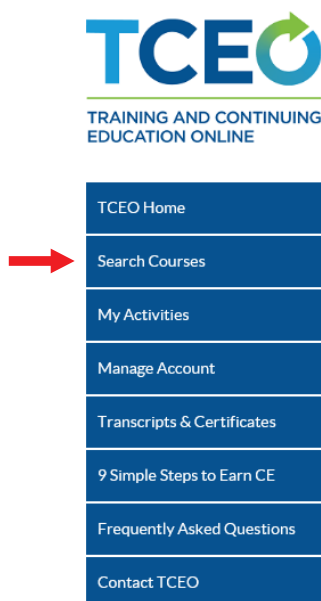 TCEO
TRAINING AND CONTINUING
EDUCATION ONLINE
TCEO Home
Search Courses
My Activities
Manage Account
Transcripts & Certificates
9 Simple Steps to Earn CE
Frequently Asked Questions
Contact TCEO